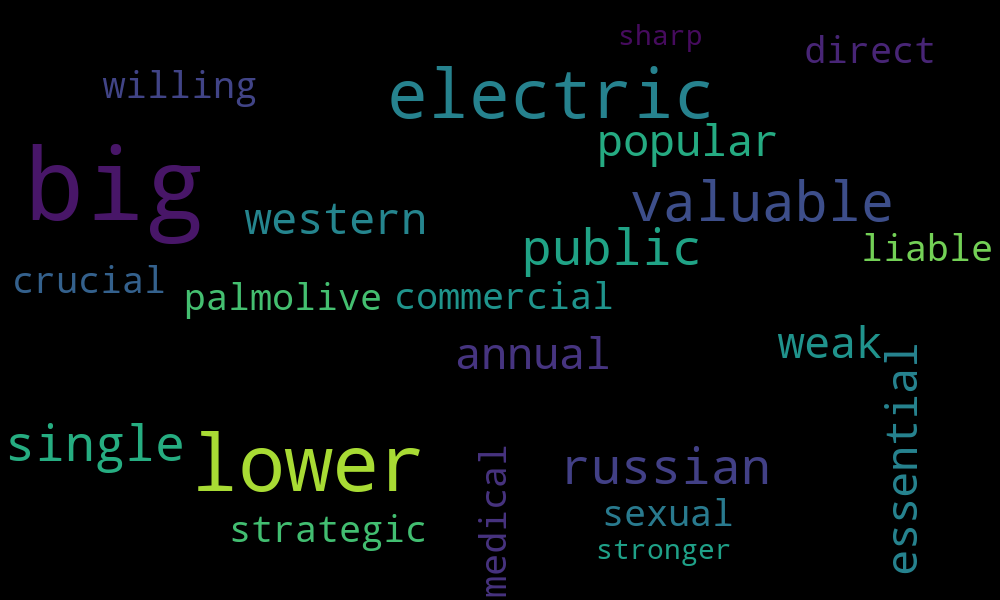 sharp
direct
willing
electric
popular
big
valuable
western
public
liable
crucial
palmolive
commercial
weak
annual
essential
single
lower
russian
medical
sexual
strategic
stronger